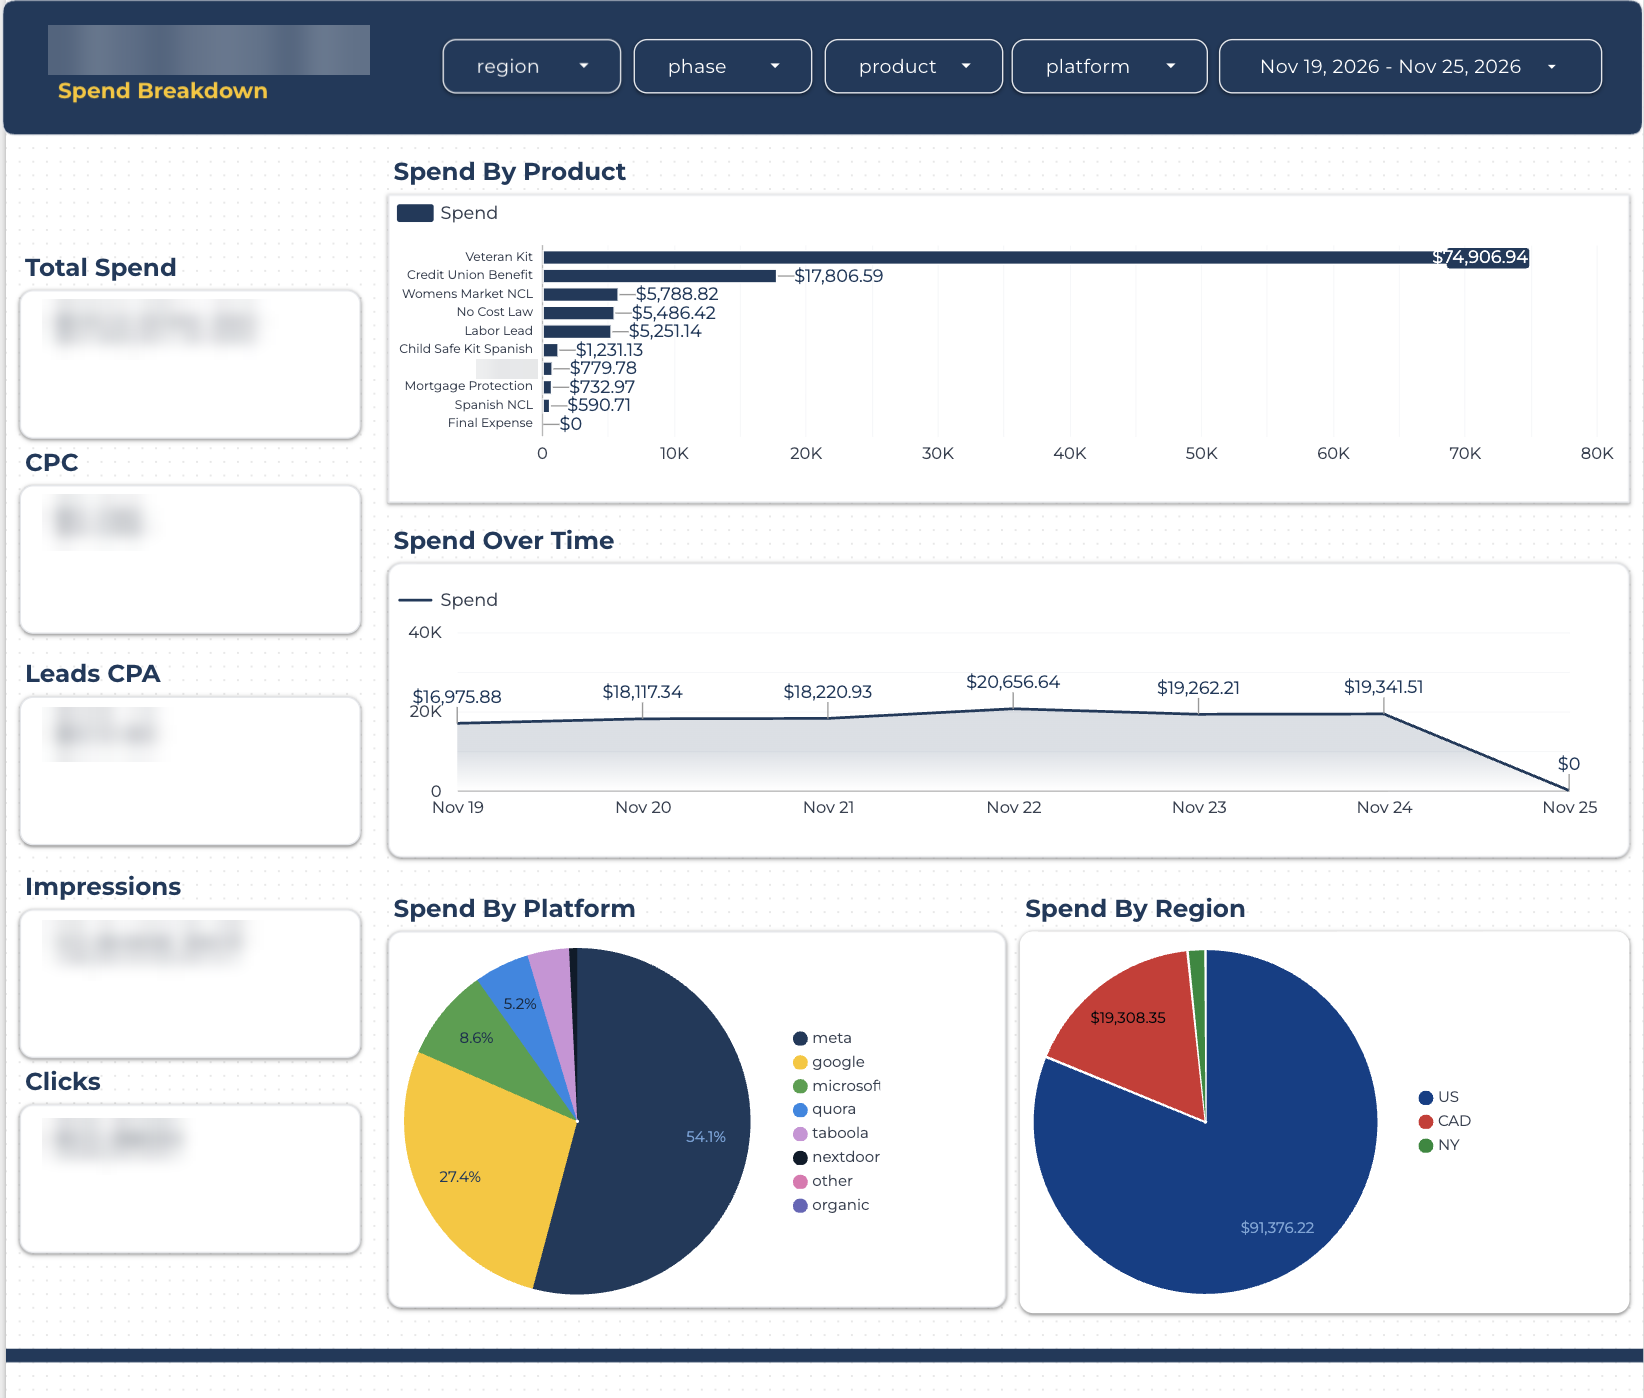 Spend Breakdown
region
phase
product
platform
Nov 19, 2026 - Nov 25, 2026
Total Spend
CPC
Leads CPA
Impressions
Clicks
Spend By Product
Spend
Veteran Kit $74,906.94
Credit Union Benefit $17,806.59
Womens Market NCL $5,788.82
No Cost Law $5,486.42
Labor Lead $5,251.14
Child Safe Kit Spanish $1,231.13
$779.78
Mortgage Protection $732.97
Spanish NCL $590.71
Final Expense $0
0 10K 20K 30K 40K 50K 60K 70K 80K
Spend Over Time
Spend
40K
20K
0
$16,975.88 $18,117.34 $18,220.93 $20,656.64 $19,262.21 $19,341.51 $0
Nov 19 Nov 20 Nov 21 Nov 22 Nov 23 Nov 24 Nov 25
Spend By Platform
5.2%
8.6%
54.1%
27.4%
meta
google
microsoft
quora
taboola
nextdoor
other
organic
Spend By Region
$19,308.35
$91,376.22
US
CAD
NY